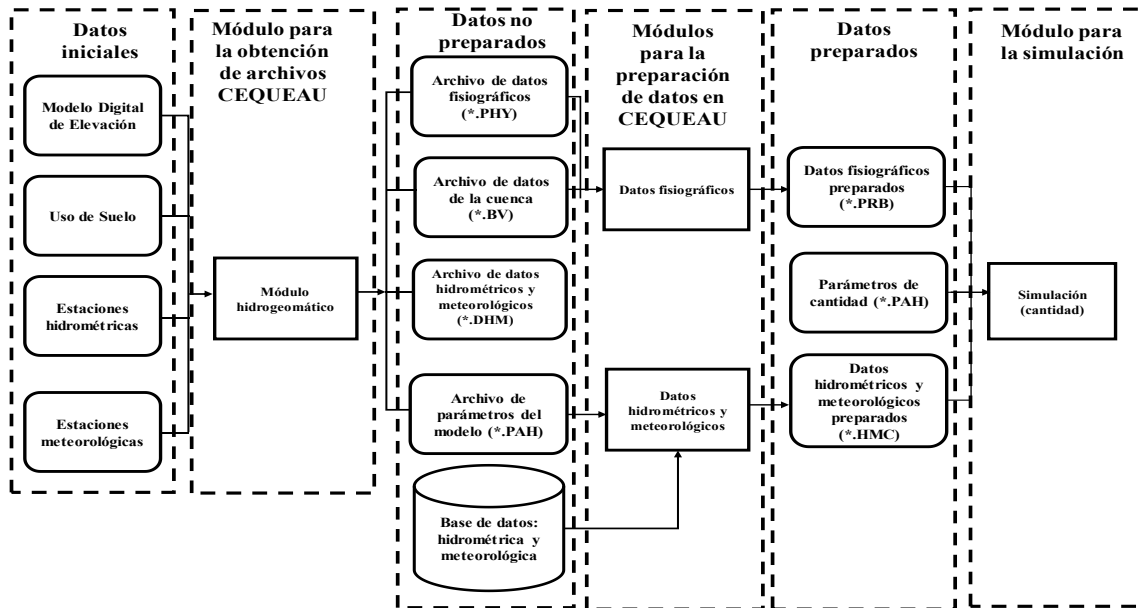 Datos
iniciales
Modelo Digital
de Elevación
Uso de Suelo
Estaciones
hidrométricas
Estaciones
meteorológicas
Módulo para
la obtención
de archivos
CEQUEAU
Módulo
hidrogeomático
Datos no
preparados
Archivo de datos
fisiográficos
(*.PHY)
Archivo de datos
de la cuenca
(*.BV)
Archivo de datos
hidrométricos y
meteorológicos
(*.DHM)
Archivo de
parámetros del
modelo (*.PAH)
Base de datos:
hidrométrica y
meteorológica
Módulos
para la
preparación
de datos en
CEQUEAU
Datos fisiográficos
Datos
hidrométricos y
meteorológicos
Datos
preparados
Datos fisiográficos
preparados
(*.PRB)
Parámetros de
cantidad (*.PAH)
Datos
hidrométricos y
meteorológicos
preparados
(*.HMC)
Módulo para
la simulación
Simulación
(cantidad)